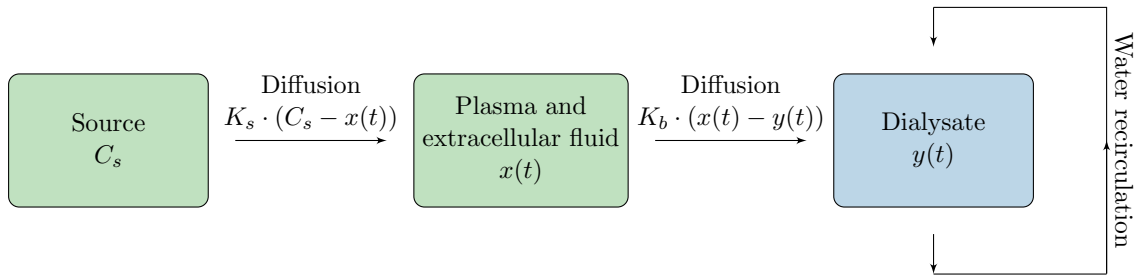 Source
C_s
Diffusion
K_s · (C_s − x(t))
Plasma and
extracellular fluid
x(t)
Diffusion
K_b · (x(t) − y(t))
Dialysate
y(t)
Water recirculation